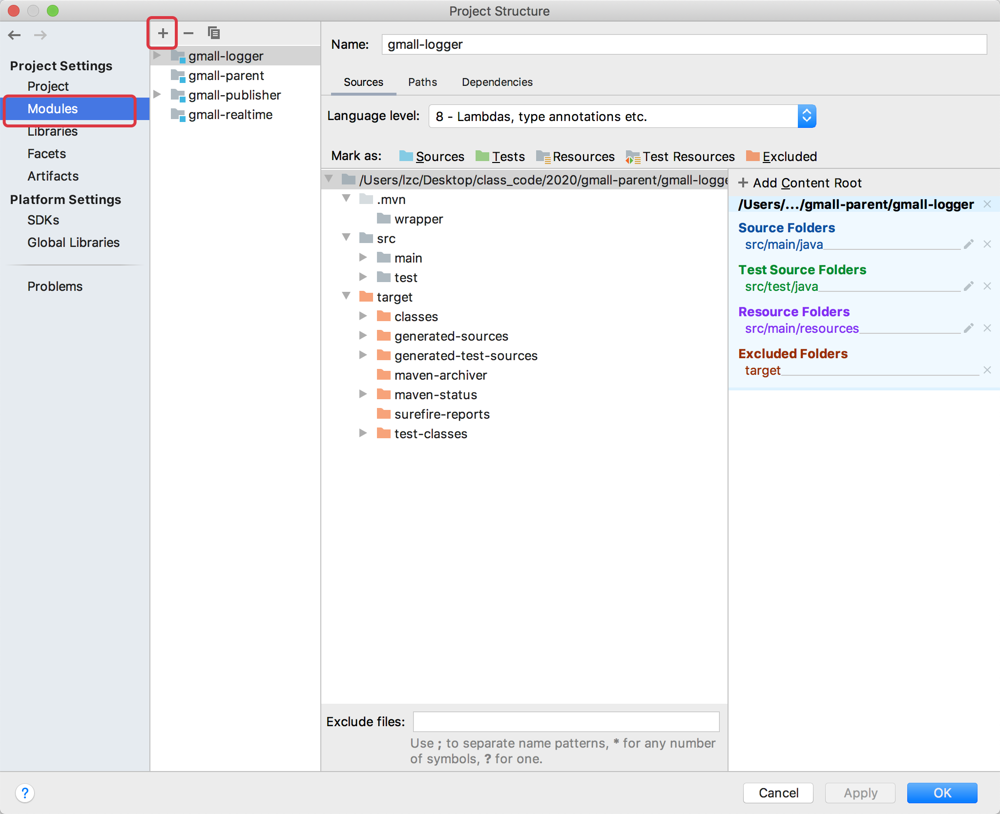 Project Structure
Project Settings
Project
Modules
Libraries
Facets
Artifacts
Platform Settings
SDKs
Global Libraries
Problems
gmall-logger
gmall-parent
gmall-publisher
gmall-realtime
Name: gmall-logger
Sources Paths Dependencies
Language level: 8 - Lambdas, type annotations etc.
Mark as: Sources Tests Resources Test Resources Excluded
/Users/lzc/Desktop/class_code/2020/gmall-parent/gmall-logge
.mvn
wrapper
src
main
test
target
classes
generated-sources
generated-test-sources
maven-archiver
maven-status
surefire-reports
test-classes
Add Content Root
/Users/.../gmall-parent/gmall-logger
Source Folders
src/main/java
Test Source Folders
src/test/java
Resource Folders
src/main/resources
Excluded Folders
target
Exclude files:
Use ; to separate name patterns, * for any number
of symbols, ? for one.
?
Cancel Apply OK